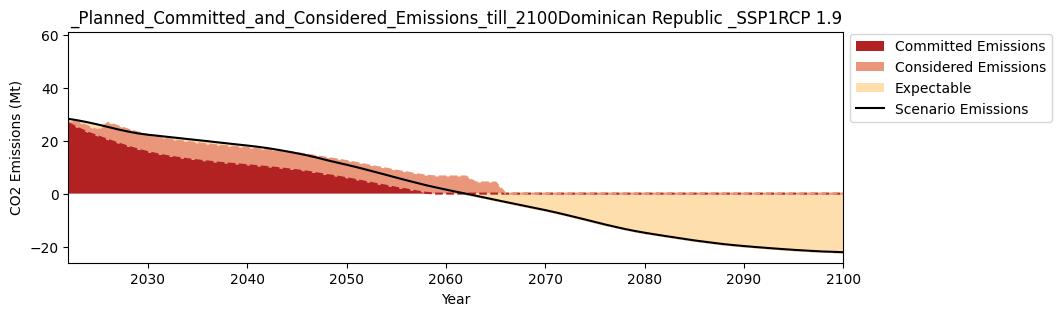 _Planned_Committed_and_Considered_Emissions_till_2100Dominican Republic _SSP1RCP 1.9
60
40
20
0
−20
CO2 Emissions (Mt)
2030 2040 2050 2060 2070 2080 2090 2100
Year
Committed Emissions
Considered Emissions
Expectable
Scenario Emissions